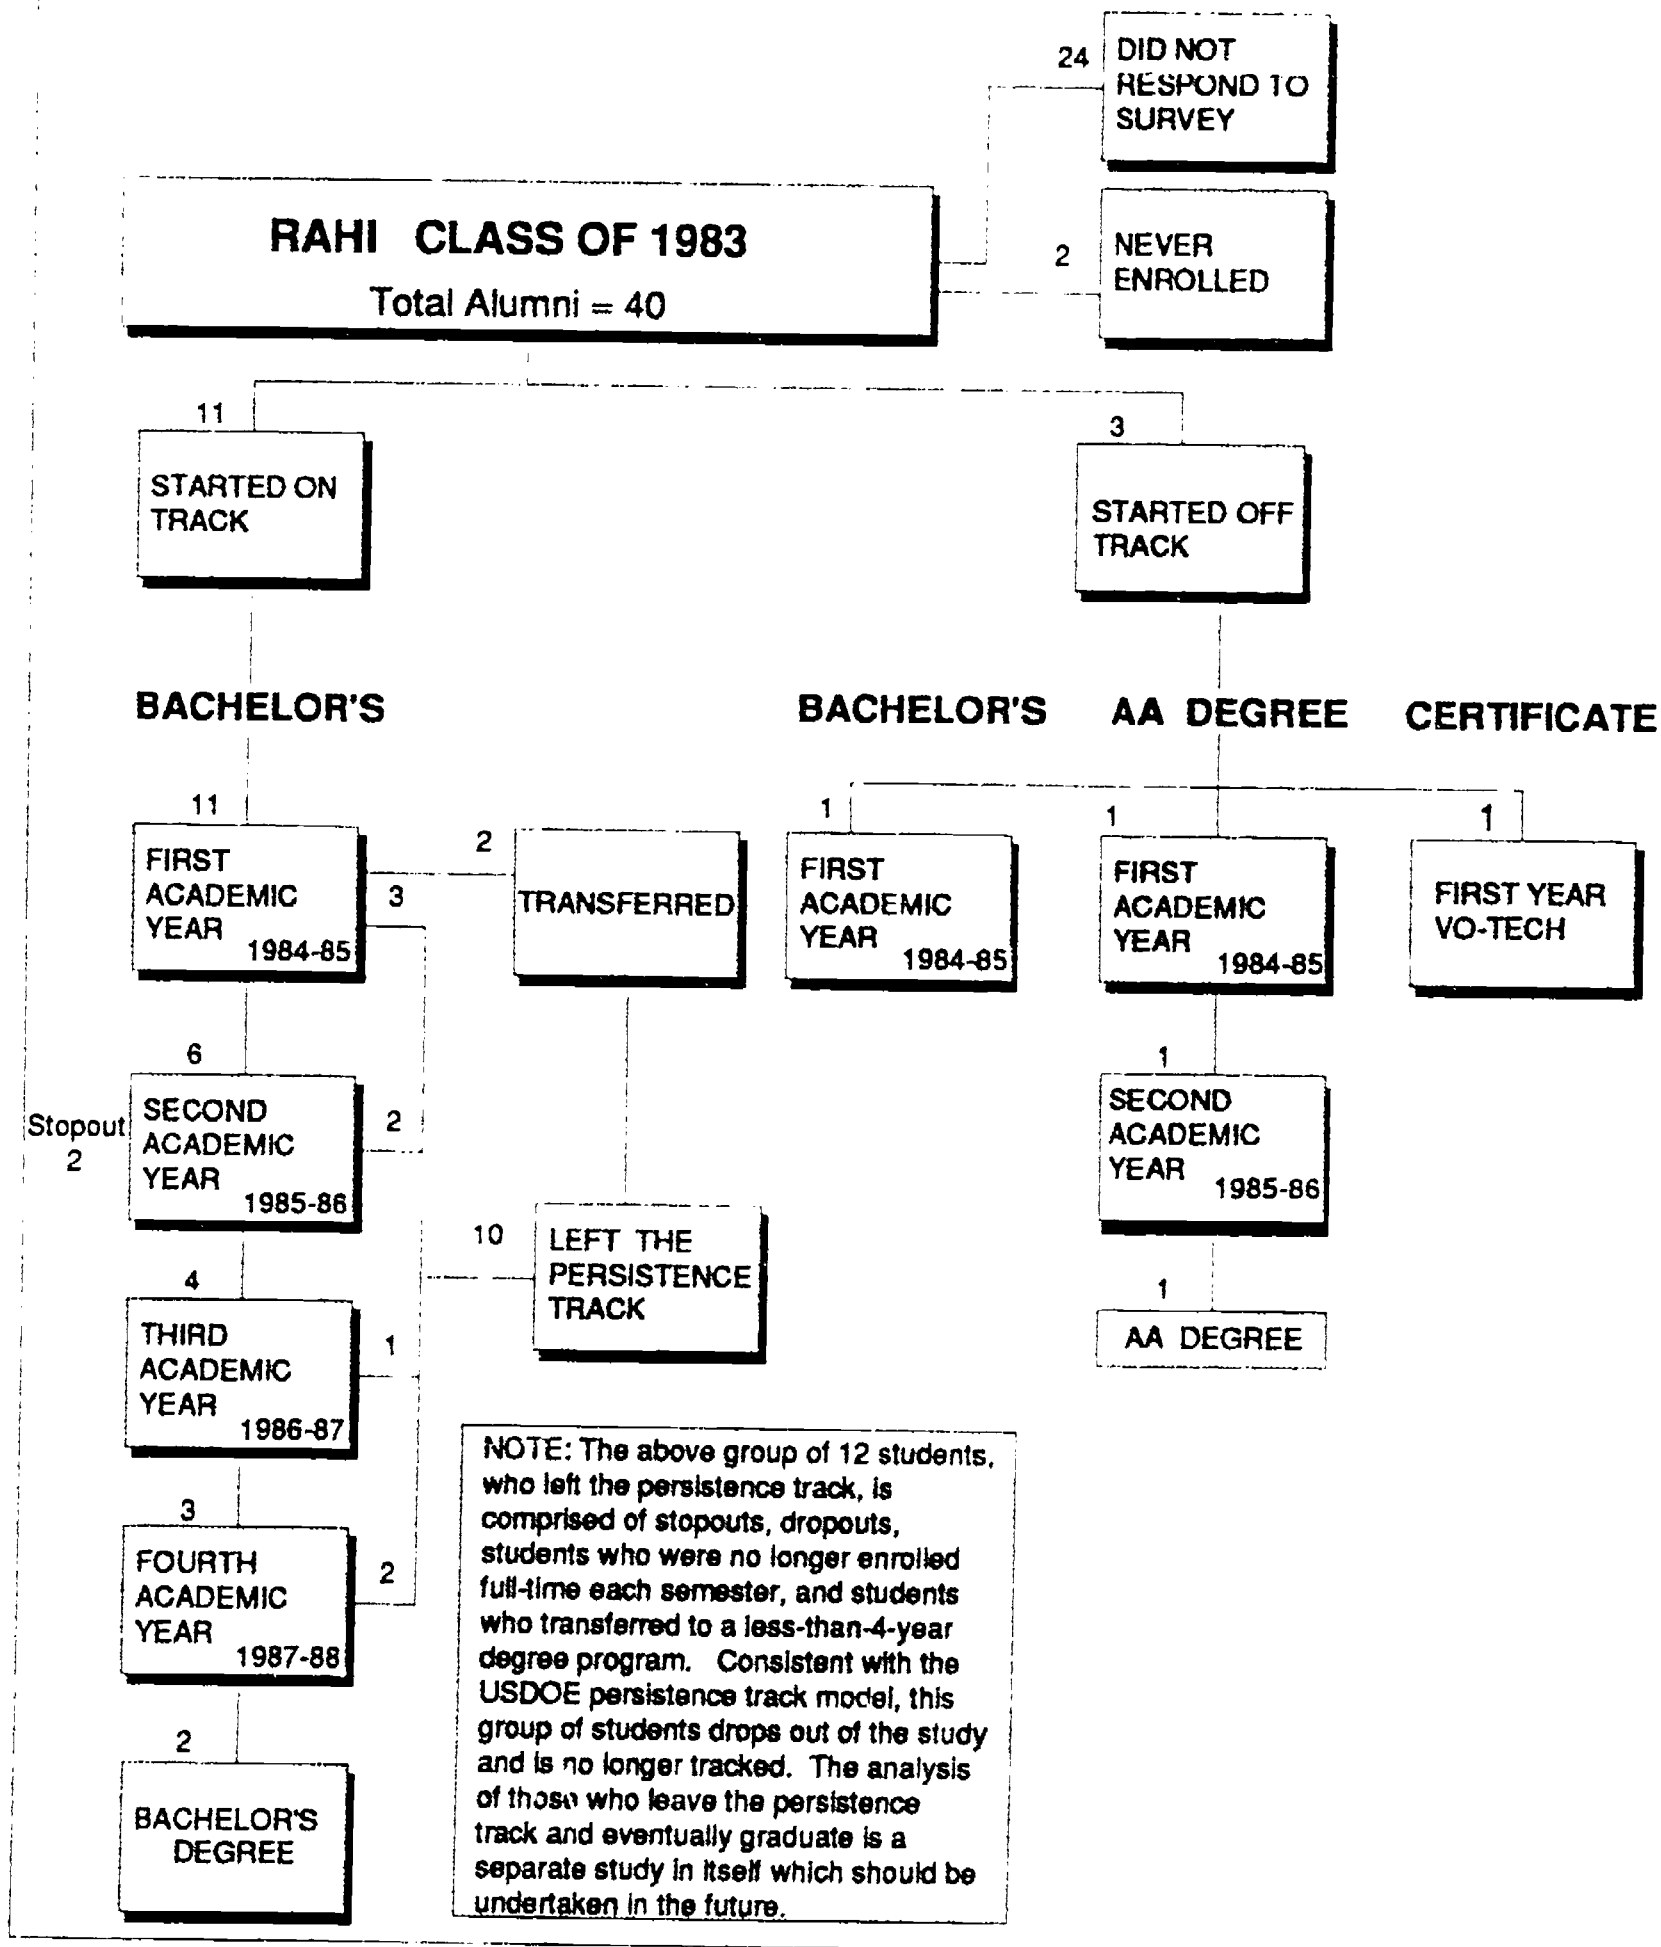 24
DID NOT
RESPOND TO
SURVEY
RAHI CLASS OF 1983
Total Alumni = 40
2
NEVER
ENROLLED
11
STARTED ON
TRACK
3
STARTED OFF
TRACK
BACHELOR'S
BACHELOR'S AA DEGREE CERTIFICATE
11
FIRST
ACADEMIC
YEAR
1984-85
2
3
TRANSFERRED
1
FIRST
ACADEMIC
YEAR
1984-85
1
FIRST
ACADEMIC
YEAR
1984-85
1
FIRST YEAR
VO-TECH
6
Stopout
2
SECOND
ACADEMIC
YEAR
1985-86
2
1
SECOND
ACADEMIC
YEAR
1985-86
10
LEFT THE
PERSISTENCE
TRACK
1
AA DEGREE
4
THIRD
ACADEMIC
YEAR
1986-87
1
3
FOURTH
ACADEMIC
YEAR
1987-88
2
2
BACHELOR'S
DEGREE
NOTE: The above group of 12 students,
who left the persistence track, is
comprised of stopouts, dropouts,
students who were no longer enrolled
full-time each semester, and students
who transferred to a less-than-4-year
degree program. Consistent with the
USDOE persistence track model, this
group of students drops out of the study
and is no longer tracked. The analysis
of those who leave the persistence
track and eventually graduate is a
separate study in itself which should be
undertaken in the future.